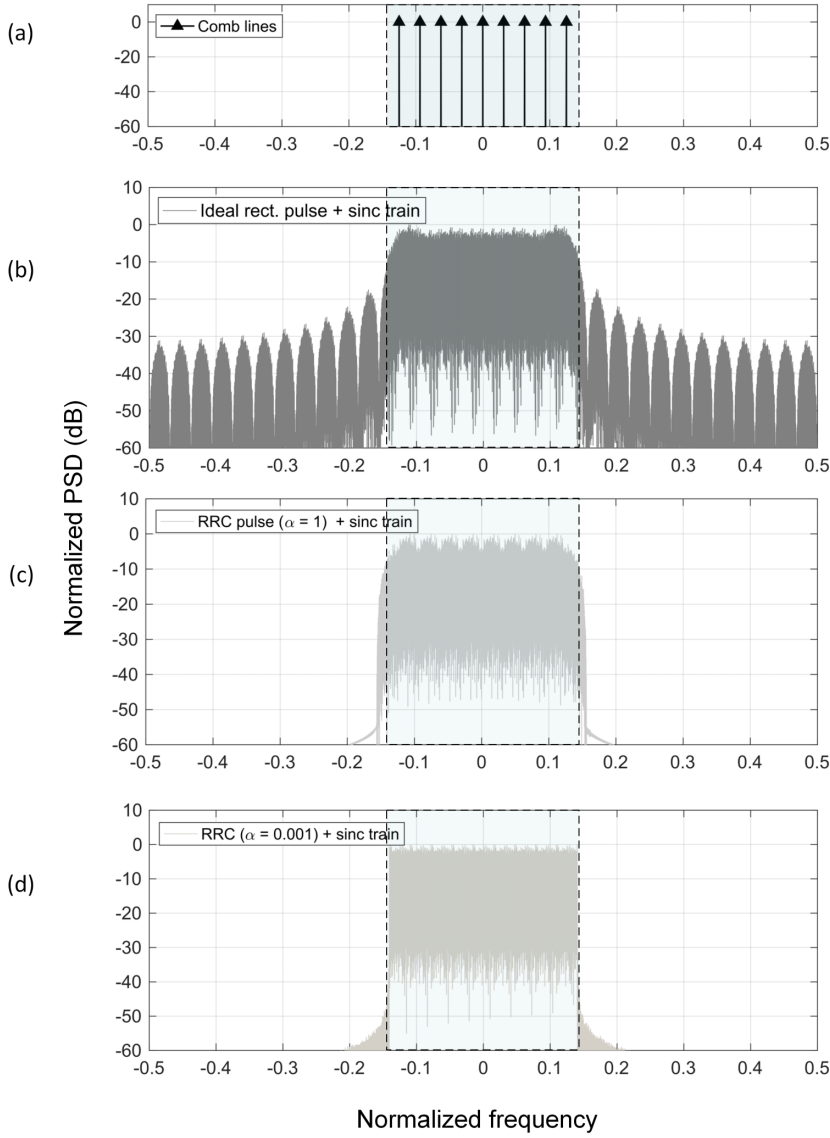 (a)
0
-20
-40
-60
Comb lines
-0.5 -0.4 -0.3 -0.2 -0.1 0 0.1 0.2 0.3 0.4 0.5
(b)
10
0
-10
-20
-30
-40
-50
-60
Ideal rect. pulse + sinc train
-0.5 -0.4 -0.3 -0.2 -0.1 0 0.1 0.2 0.3 0.4 0.5
Normalized PSD (dB)
(c)
10
0
-10
-20
-30
-40
-50
-60
RRC pulse (α = 1) + sinc train
-0.5 -0.4 -0.3 -0.2 -0.1 0 0.1 0.2 0.3 0.4 0.5
(d)
10
0
-10
-20
-30
-40
-50
-60
RRC (α = 0.001) + sinc train
-0.5 -0.4 -0.3 -0.2 -0.1 0 0.1 0.2 0.3 0.4 0.5
Normalized frequency